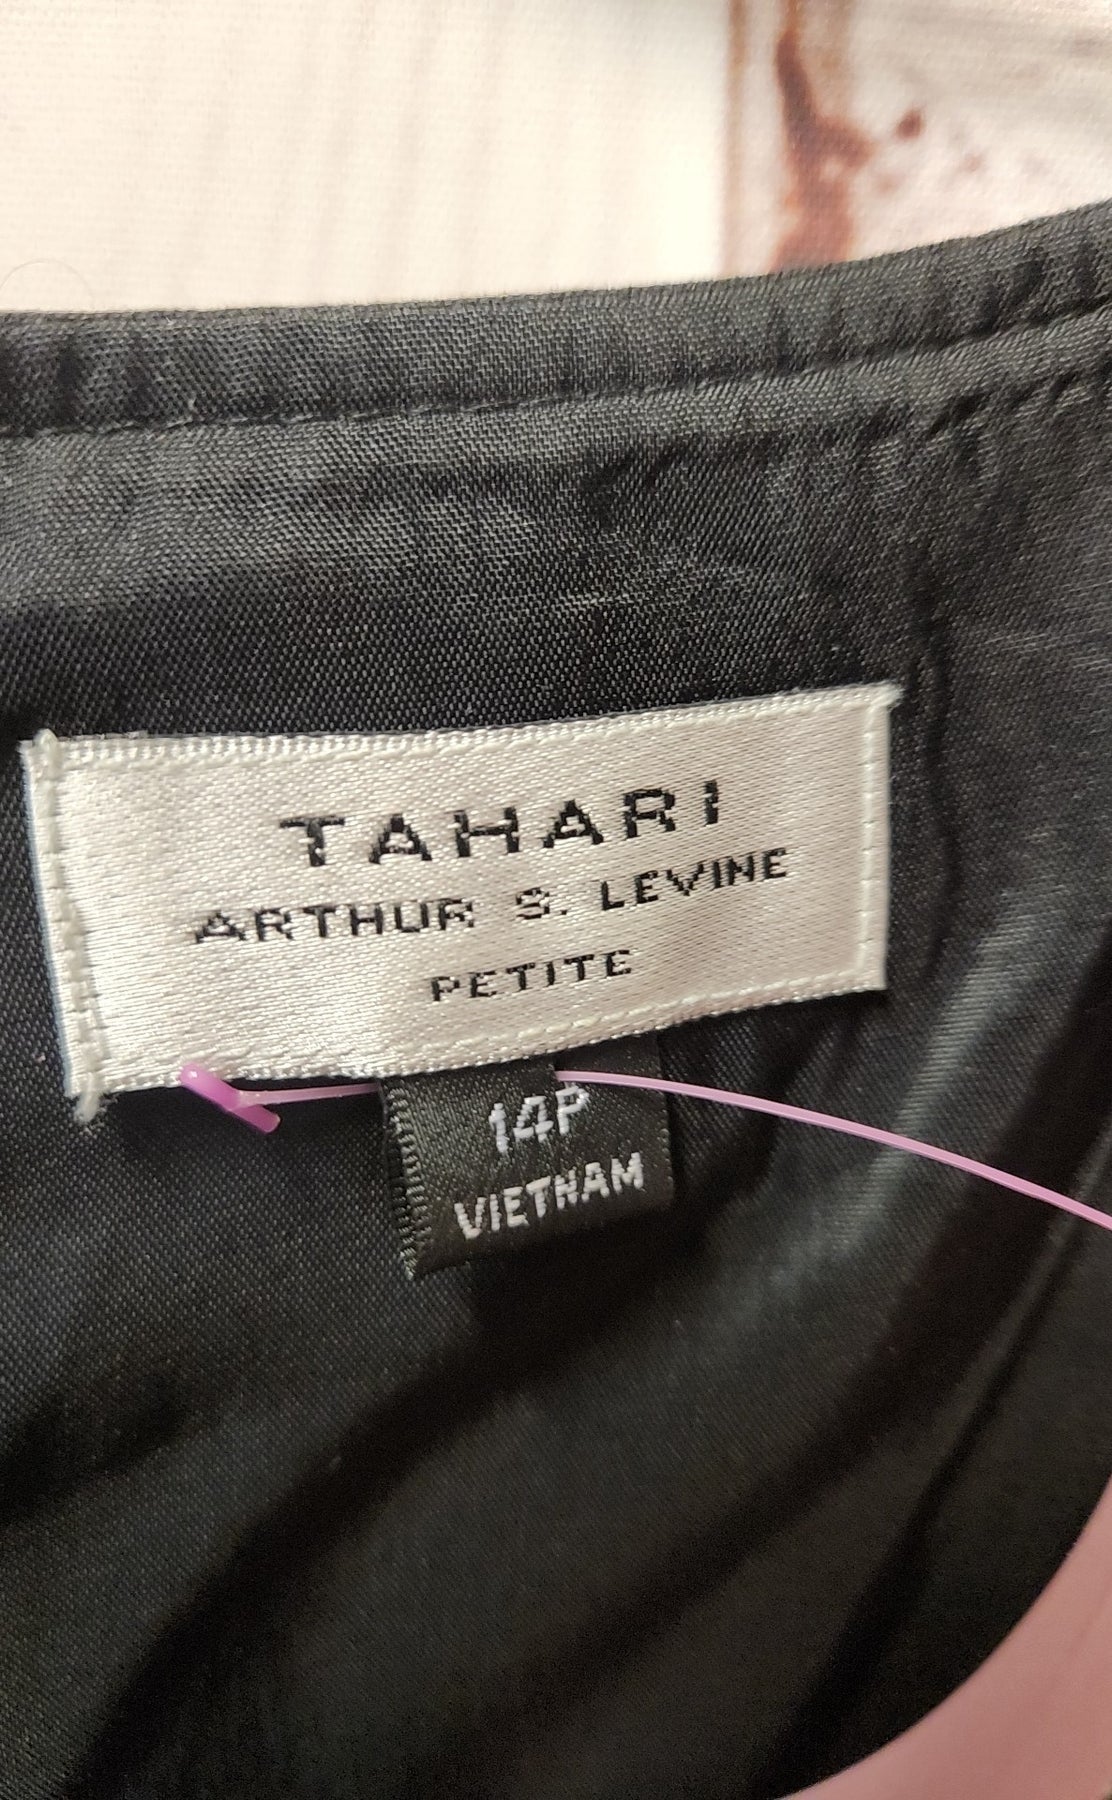 TAHARI
ARTHUR S. LEVINE
PETITE
14P
VIETNAM